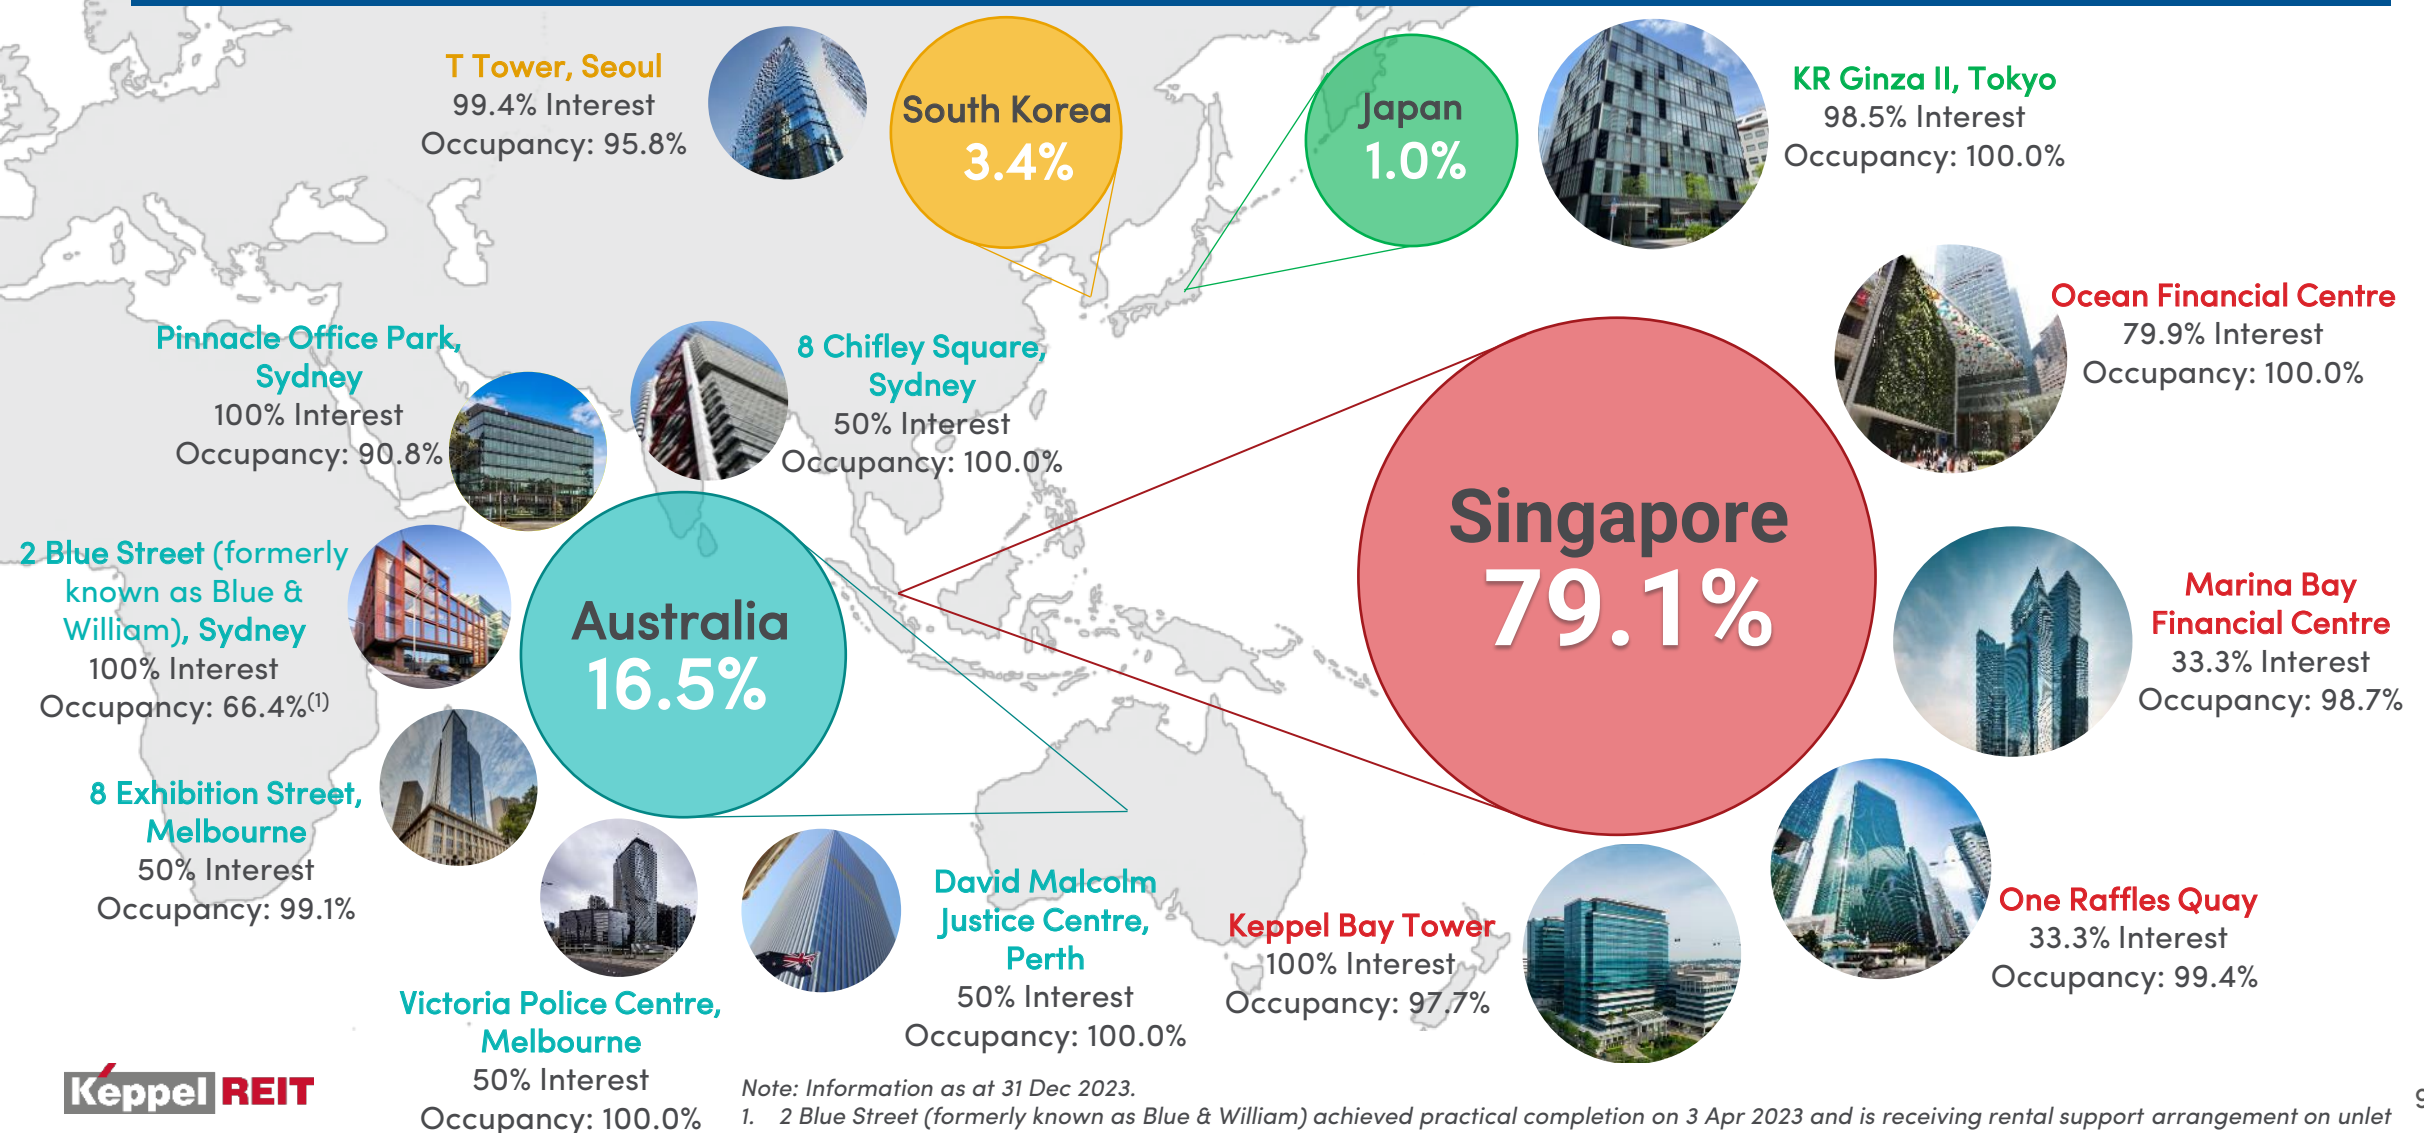 T Tower, Seoul
99.4% Interest
Occupancy: 95.8%
South Korea
3.4%
Japan
1.0%
KR Ginza II, Tokyo
98.5% Interest
Occupancy: 100.0%
Ocean Financial Centre
79.9% Interest
Occupancy: 100.0%
Pinnacle Office Park,
Sydney
100% Interest
Occupancy: 90.8%
8 Chifley Square,
Sydney
50% Interest
Occupancy: 100.0%
Singapore
79.1%
2 Blue Street (formerly
known as Blue &
William), Sydney
100% Interest
Occupancy: 66.4%(1)
Australia
16.5%
Marina Bay
Financial Centre
33.3% Interest
Occupancy: 98.7%
8 Exhibition Street,
Melbourne
50% Interest
Occupancy: 99.1%
Victoria Police Centre,
Melbourne
50% Interest
Occupancy: 100.0%
David Malcolm
Justice Centre,
Perth
50% Interest
Occupancy: 100.0%
Keppel Bay Tower
100% Interest
Occupancy: 97.7%
One Raffles Quay
33.3% Interest
Occupancy: 99.4%
Keppel REIT
Note: Information as at 31 Dec 2023.
1. 2 Blue Street (formerly known as Blue & William) achieved practical completion on 3 Apr 2023 and is receiving rental support arrangement on unlet
9